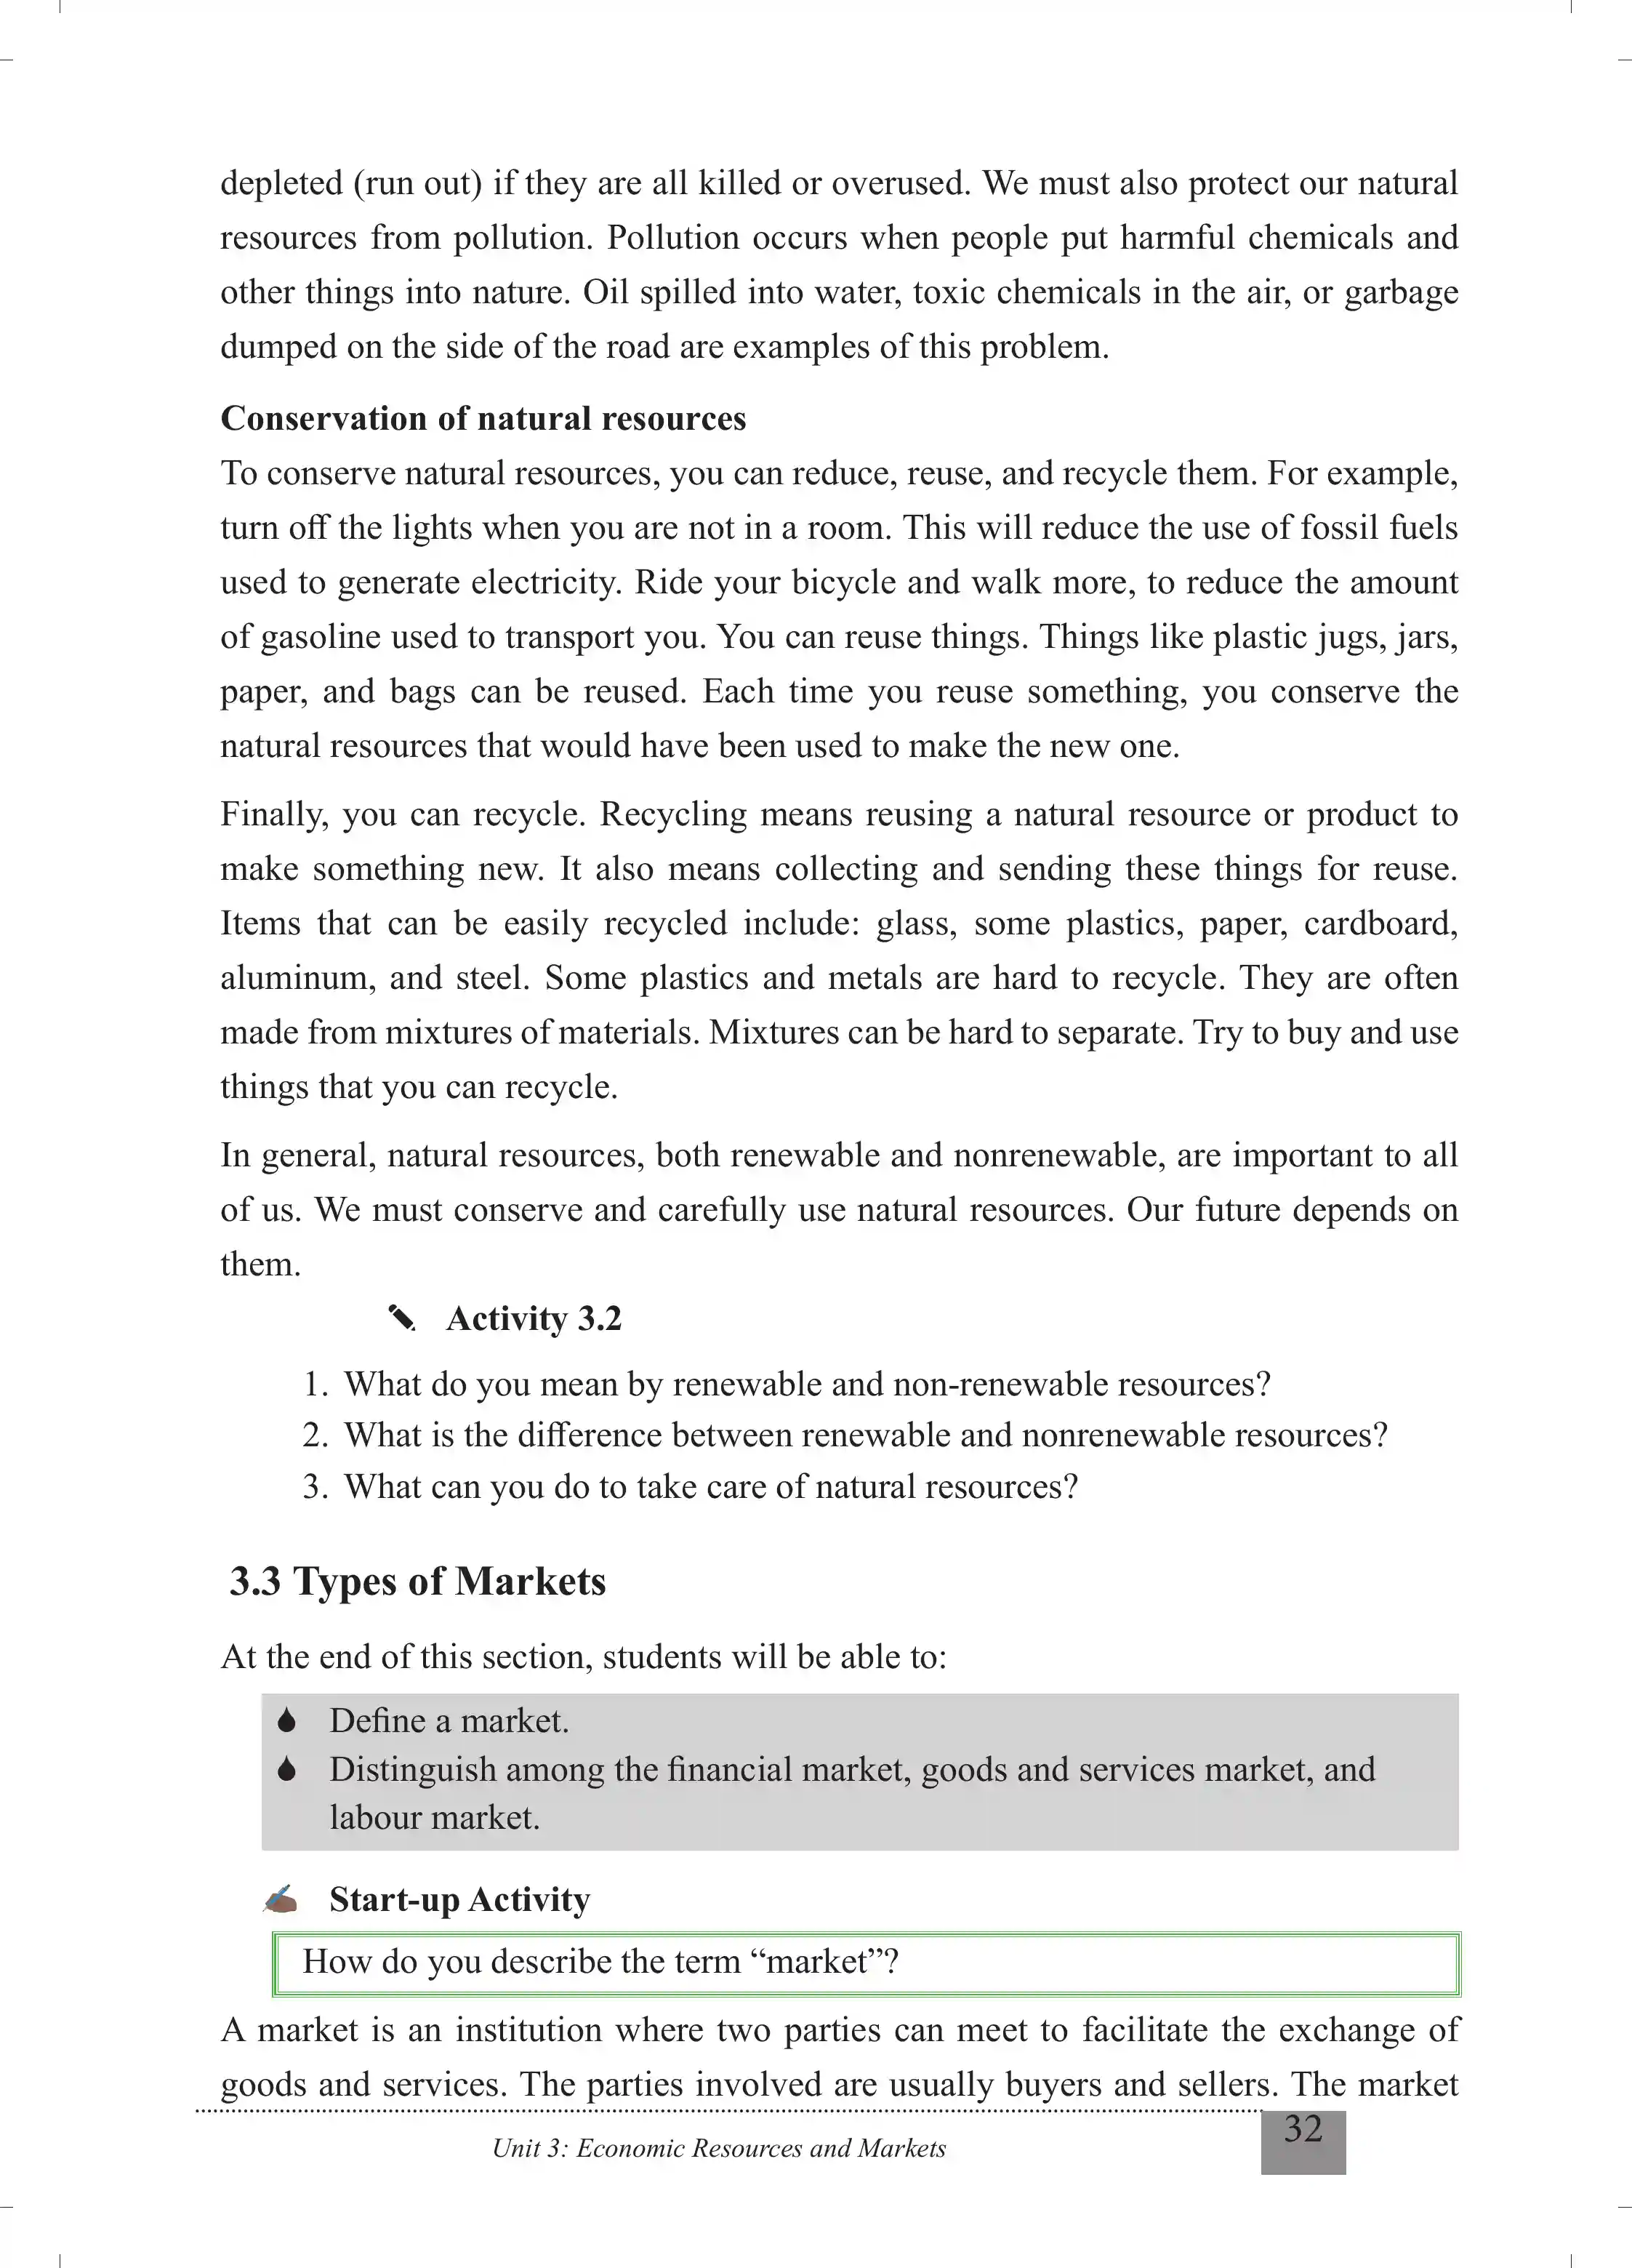 depleted (run out) if they are all killed or overused. We must also protect our natural
resources from pollution. Pollution occurs when people put harmful chemicals and
other things into nature. Oil spilled into water, toxic chemicals in the air, or garbage
dumped on the side of the road are examples of this problem.
Conservation of natural resources
To conserve natural resources, you can reduce, reuse, and recycle them. For example,
turn off the lights when you are not in a room. This will reduce the use of fossil fuels
used to generate electricity. Ride your bicycle and walk more, to reduce the amount
of gasoline used to transport you. You can reuse things. Things like plastic jugs, jars,
paper, and bags can be reused. Each time you reuse something, you conserve the
natural resources that would have been used to make the new one.
Finally, you can recycle. Recycling means reusing a natural resource or product to
make something new. It also means collecting and sending these things for reuse.
Items that can be easily recycled include: glass, some plastics, paper, cardboard,
aluminum, and steel. Some plastics and metals are hard to recycle. They are often
made from mixtures of materials. Mixtures can be hard to separate. Try to buy and use
things that you can recycle.
In general, natural resources, both renewable and nonrenewable, are important to all
of us. We must conserve and carefully use natural resources. Our future depends on
them.
Activity 3.2
1. What do you mean by renewable and non-renewable resources?
2. What is the difference between renewable and nonrenewable resources?
3. What can you do to take care of natural resources?
3.3 Types of Markets
At the end of this section, students will be able to:
Define a market.
Distinguish among the financial market, goods and services market, and
labour market.
Start-up Activity
How do you describe the term “market”?
A market is an institution where two parties can meet to facilitate the exchange of
goods and services. The parties involved are usually buyers and sellers. The market
Unit 3: Economic Resources and Markets
32